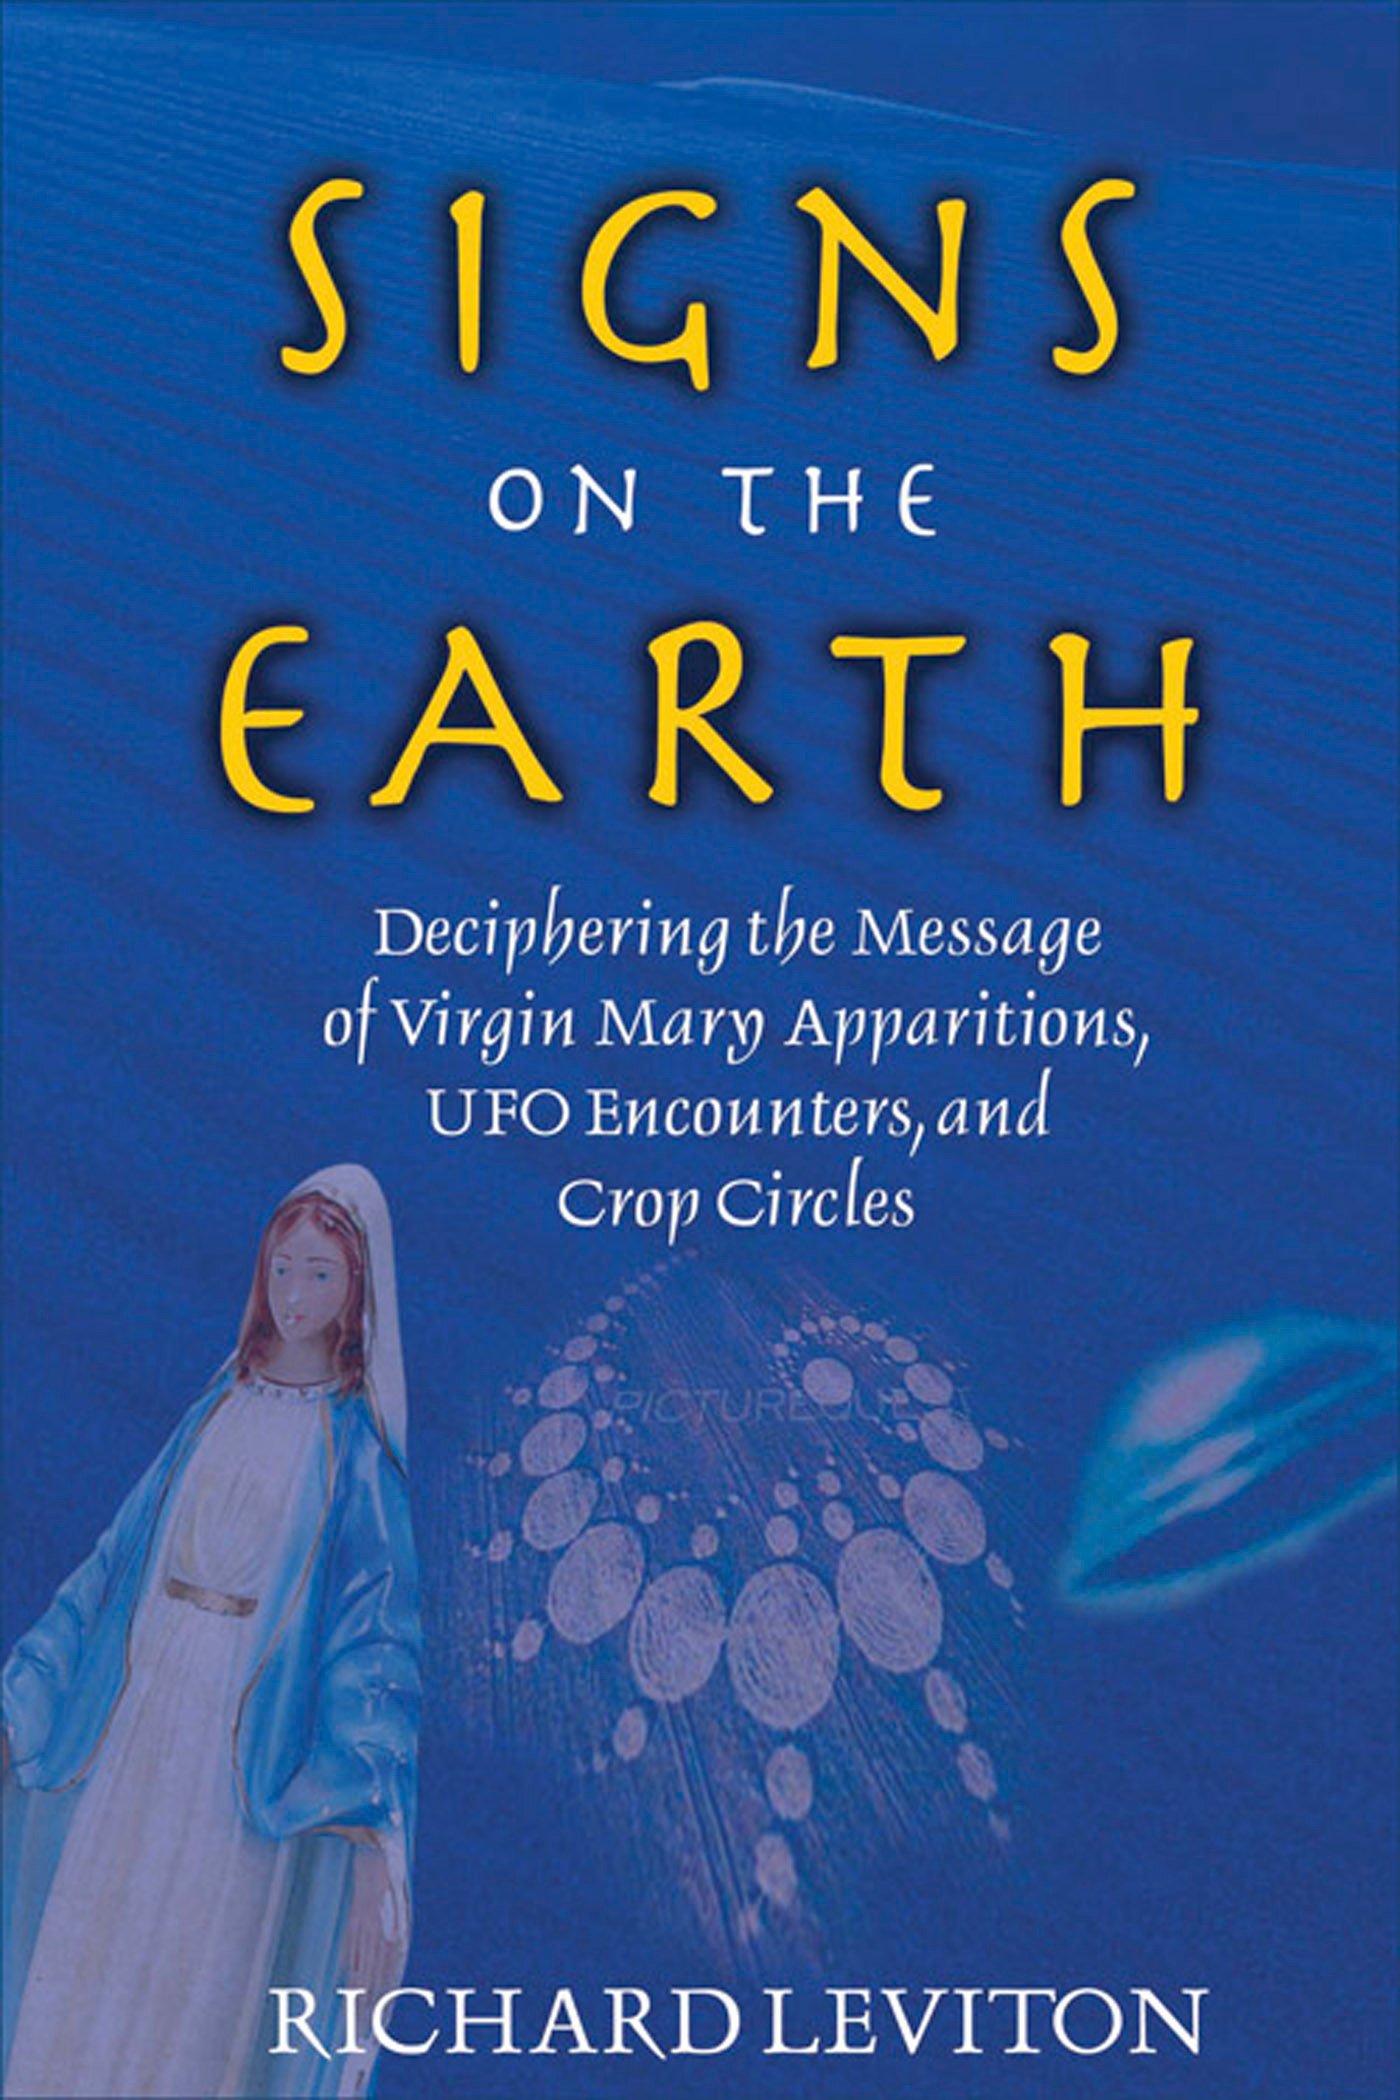 SIGNS
ON THE
EARTH
Deciphering the Message
of Virgin Mary Apparitions,
UFO Encounters, and
Crop Circles
RICHARD LEVITON